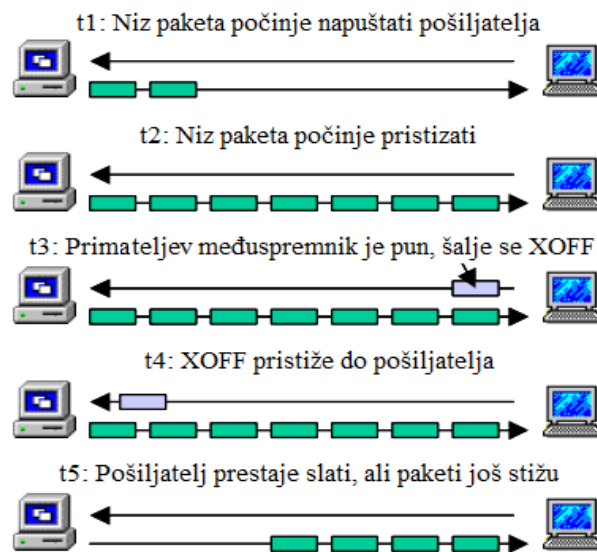 t1: Niz paketa počinje napuštati pošiljatelja
t2: Niz paketa počinje pristizati
t3: Primateljev međuspremnik je pun, šalje se XOFF
t4: XOFF pristiže do pošiljatelja
t5: Pošiljatelj prestaje slati, ali paketi još stižu